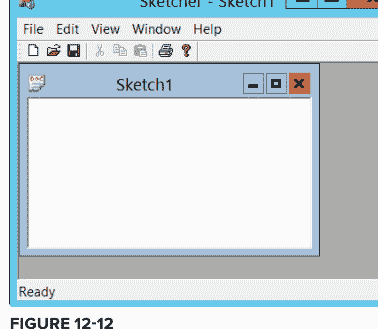 Sketcher - Sketch1
File Edit View Window Help
Sketch1
Ready
FIGURE 12-12